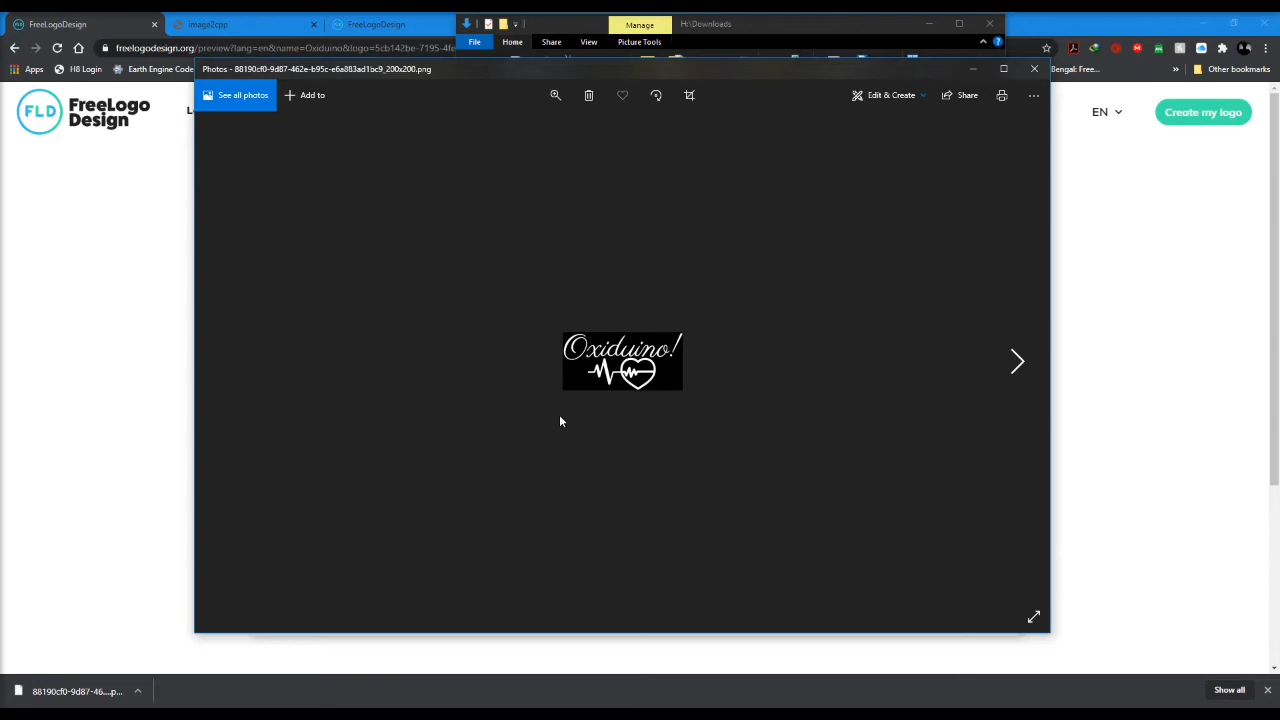 FreeLogoDesign
image2cpp
FreeLogoDesign
Manage
H:\Downloads
File
Home
Share
View
Picture Tools
freelogodesign.org/preview?lang=en&name=Oxiduino&logo=5cb142be-7195-4fe
Apps
H8 Login
Earth Engine Code
Bengal: Free...
»
Other bookmarks
Photos - 88190cf0-9d87-462e-b95c-e6a883ad1bc9_200x200.png
See all photos
Add to
Edit & Create
Share
FLD
FreeLogo
Design
EN
Create my logo
Oxiduino!
88190cf0-9d87-46....p...
Show all